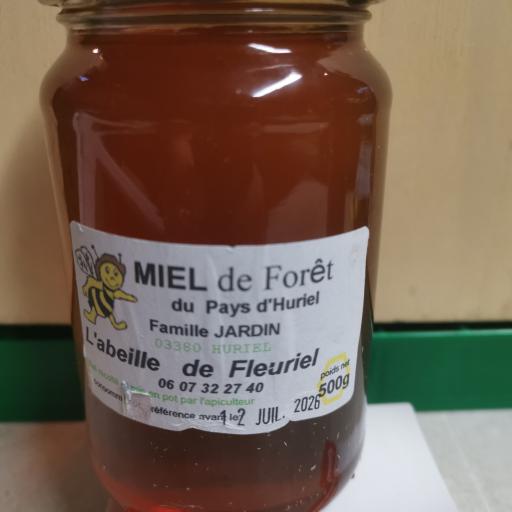 MIEL de Forêt
du Pays d'Huriel
Famille JARDIN
03380 HURIEL
L'abeille de Fleuriel
06 07 32 27 40
en pot par l'apiculteur
référence avant le 12 JUIL. 2026
poids net
500g